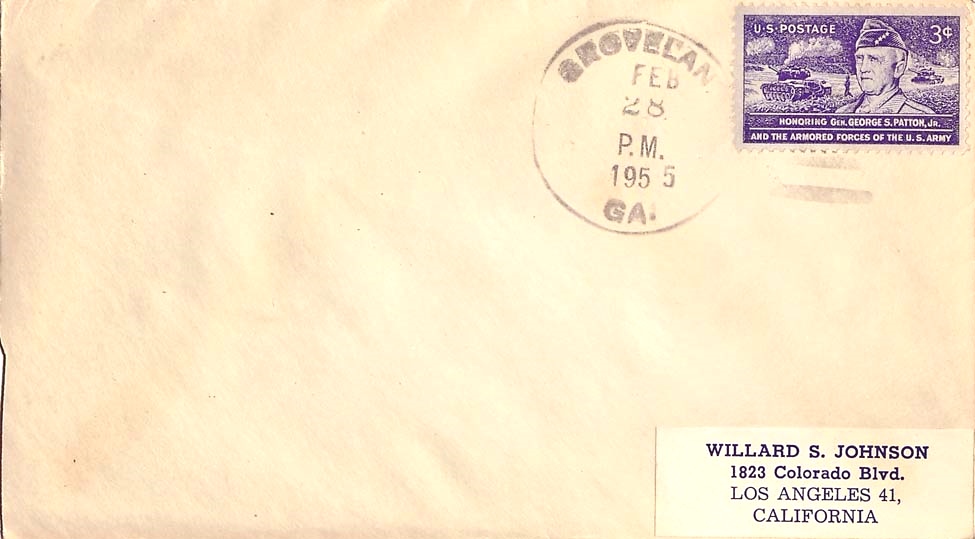 GROVELAN
FEB
28
P.M.
1955
GA.
U.S. POSTAGE
3¢
HONORING GEN. GEORGE S. PATTON, JR.
AND THE ARMORED FORCES OF THE U.S. ARMY
WILLARD S. JOHNSON
1823 Colorado Blvd.
LOS ANGELES 41,
CALIFORNIA